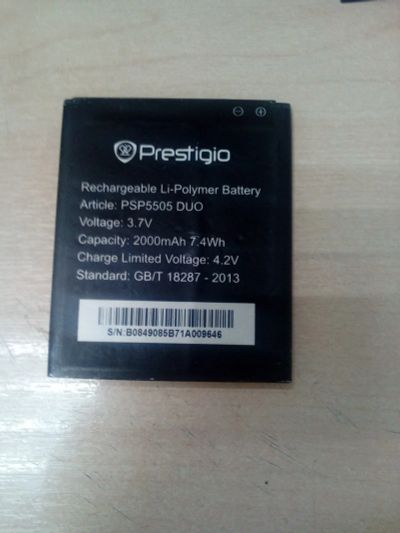 Prestigio
Rechargeable Li-Polymer Battery
Article: PSP5505 DUO
Voltage: 3.7V
Capacity: 2000mAh 7.4Wh
Charge Limited Voltage: 4.2V
Standard: GB/T 18287 - 2013
S/N:B0849085B71A009646